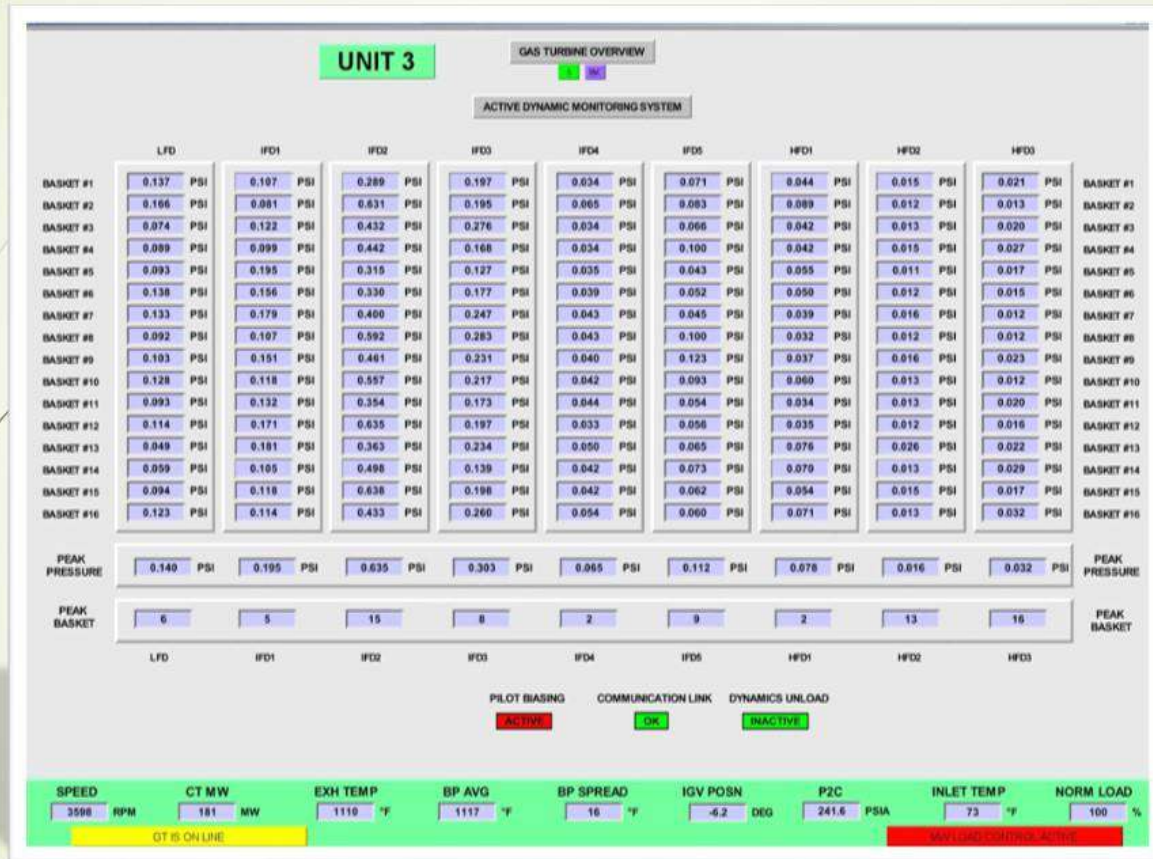 UNIT 3
GAS TURBINE OVERVIEW
ACTIVE DYNAMIC MONITORING SYSTEM
LFD IFD1 IFD2 IFD3 IFD4 IFD5 HFD1 HFD2 HFD3
BASKET #1 0.137 PSI 0.107 PSI 0.289 PSI 0.197 PSI 0.034 PSI 0.071 PSI 0.044 PSI 0.015 PSI 0.021 PSI BASKET #1
BASKET #2 0.166 PSI 0.081 PSI 0.631 PSI 0.195 PSI 0.065 PSI 0.083 PSI 0.089 PSI 0.012 PSI 0.013 PSI BASKET #2
BASKET #3 0.074 PSI 0.122 PSI 0.432 PSI 0.276 PSI 0.034 PSI 0.066 PSI 0.042 PSI 0.013 PSI 0.020 PSI BASKET #3
BASKET #4 0.089 PSI 0.099 PSI 0.442 PSI 0.168 PSI 0.034 PSI 0.100 PSI 0.042 PSI 0.015 PSI 0.027 PSI BASKET #4
BASKET #5 0.093 PSI 0.195 PSI 0.315 PSI 0.127 PSI 0.035 PSI 0.043 PSI 0.055 PSI 0.011 PSI 0.017 PSI BASKET #5
BASKET #6 0.138 PSI 0.156 PSI 0.330 PSI 0.177 PSI 0.039 PSI 0.052 PSI 0.050 PSI 0.012 PSI 0.015 PSI BASKET #6
BASKET #7 0.133 PSI 0.179 PSI 0.400 PSI 0.247 PSI 0.043 PSI 0.045 PSI 0.039 PSI 0.016 PSI 0.012 PSI BASKET #7
BASKET #8 0.092 PSI 0.107 PSI 0.592 PSI 0.283 PSI 0.043 PSI 0.100 PSI 0.032 PSI 0.012 PSI 0.012 PSI BASKET #8
BASKET #9 0.103 PSI 0.151 PSI 0.461 PSI 0.231 PSI 0.040 PSI 0.123 PSI 0.037 PSI 0.016 PSI 0.023 PSI BASKET #9
BASKET #10 0.128 PSI 0.118 PSI 0.557 PSI 0.217 PSI 0.042 PSI 0.093 PSI 0.060 PSI 0.013 PSI 0.012 PSI BASKET #10
BASKET #11 0.093 PSI 0.132 PSI 0.354 PSI 0.173 PSI 0.044 PSI 0.054 PSI 0.034 PSI 0.013 PSI 0.020 PSI BASKET #11
BASKET #12 0.114 PSI 0.171 PSI 0.635 PSI 0.197 PSI 0.033 PSI 0.056 PSI 0.035 PSI 0.012 PSI 0.016 PSI BASKET #12
BASKET #13 0.049 PSI 0.181 PSI 0.363 PSI 0.234 PSI 0.050 PSI 0.065 PSI 0.076 PSI 0.026 PSI 0.022 PSI BASKET #13
BASKET #14 0.059 PSI 0.105 PSI 0.498 PSI 0.139 PSI 0.042 PSI 0.073 PSI 0.070 PSI 0.013 PSI 0.029 PSI BASKET #14
BASKET #15 0.094 PSI 0.118 PSI 0.638 PSI 0.198 PSI 0.042 PSI 0.062 PSI 0.054 PSI 0.015 PSI 0.017 PSI BASKET #15
BASKET #16 0.123 PSI 0.114 PSI 0.433 PSI 0.260 PSI 0.054 PSI 0.060 PSI 0.071 PSI 0.013 PSI 0.032 PSI BASKET #16
PEAK PRESSURE 0.140 PSI 0.195 PSI 0.635 PSI 0.303 PSI 0.065 PSI 0.112 PSI 0.078 PSI 0.016 PSI 0.032 PSI PEAK PRESSURE
PEAK BASKET 6 5 15 8 2 9 2 13 16 PEAK BASKET
LFD IFD1 IFD2 IFD3 IFD4 IFD5 HFD1 HFD2 HFD3
PILOT BIASING COMMUNICATION LINK DYNAMICS UNLOAD
ACTIVE OK INACTIVE
SPEED CT MW EXH TEMP BP AVG BP SPREAD IGV POSN P2C INLET TEMP NORM LOAD
3598 RPM 181 MW 1110 °F 1117 °F 16 °F -6.2 DEG 241.6 PSIA 73 °F 100 %
GT IS ON LINE MW LOAD CONTROL ACTIVE